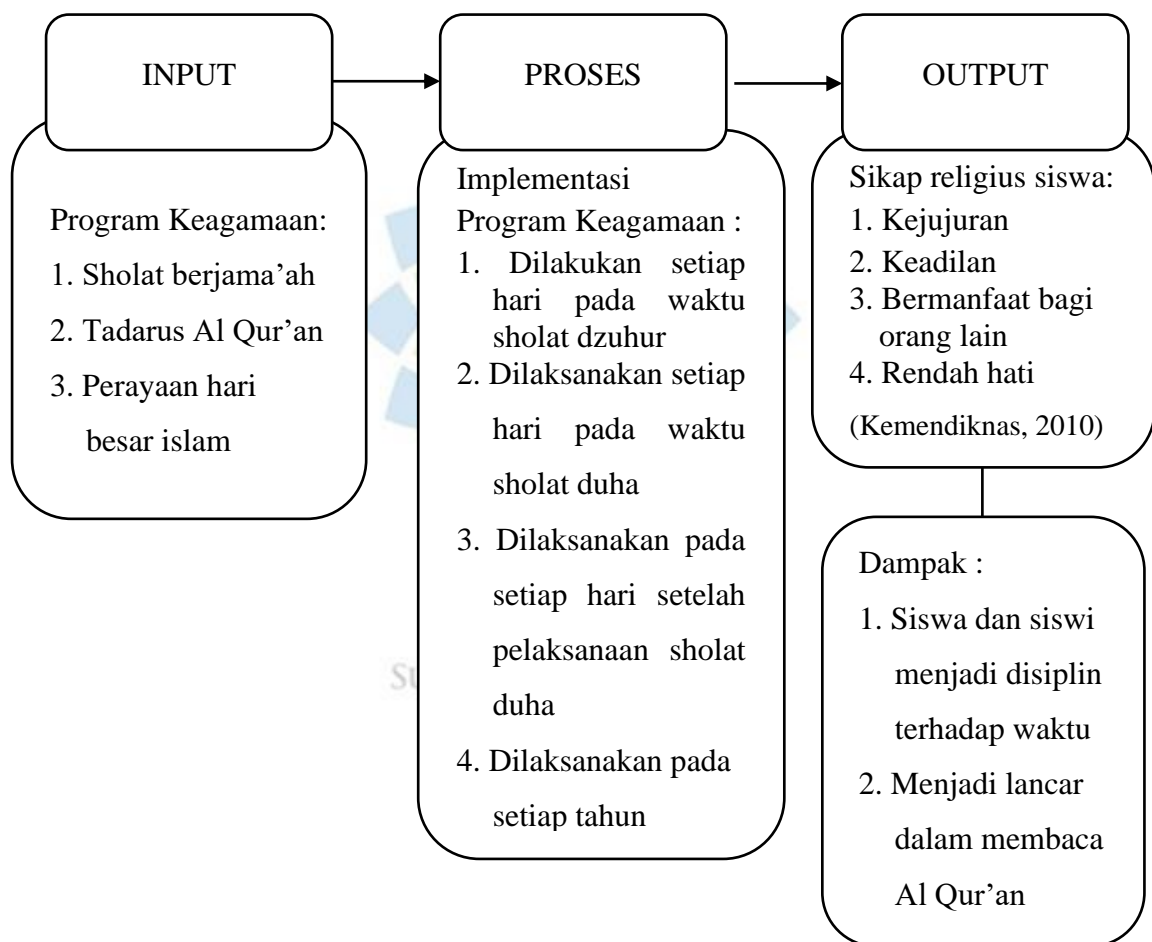 INPUT
PROSES
OUTPUT
Program Keagamaan:
1. Sholat berjama’ah
2. Tadarus Al Qur’an
3. Perayaan hari
besar islam
Implementasi
Program Keagamaan :
1. Dilakukan setiap
hari pada waktu
sholat dzuhur
2. Dilaksanakan setiap
hari pada waktu
sholat duha
3. Dilaksanakan pada
setiap hari setelah
pelaksanaan sholat
duha
4. Dilaksanakan pada
setiap tahun
Sikap religius siswa:
1. Kejujuran
2. Keadilan
3. Bermanfaat bagi
orang lain
4. Rendah hati
(Kemendiknas, 2010)
Dampak :
1. Siswa dan siswi
menjadi disiplin
terhadap waktu
2. Menjadi lancar
dalam membaca
Al Qur’an